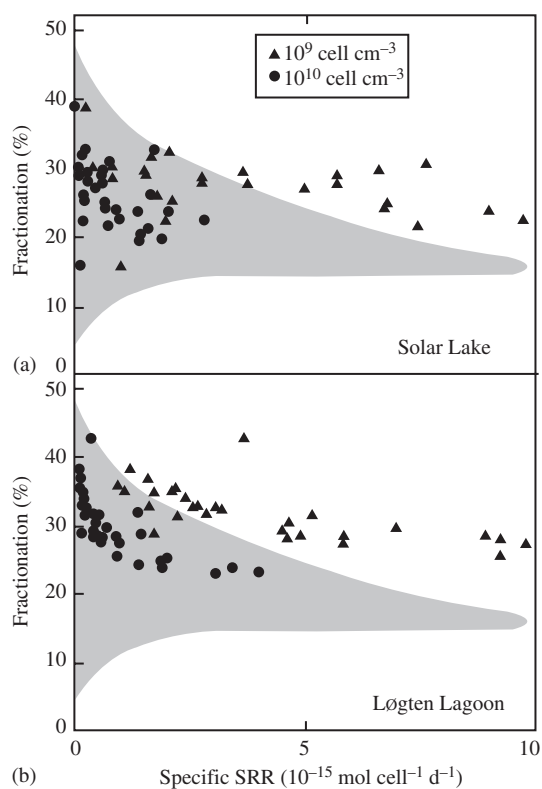 50
40
30
20
10
0
Fractionation (%)
▲ 10⁹ cell cm⁻³
● 10¹⁰ cell cm⁻³
Solar Lake
(a)
50
40
30
20
10
0
Fractionation (%)
Løgten Lagoon
0 5 10
(b) Specific SRR (10⁻¹⁵ mol cell⁻¹ d⁻¹)